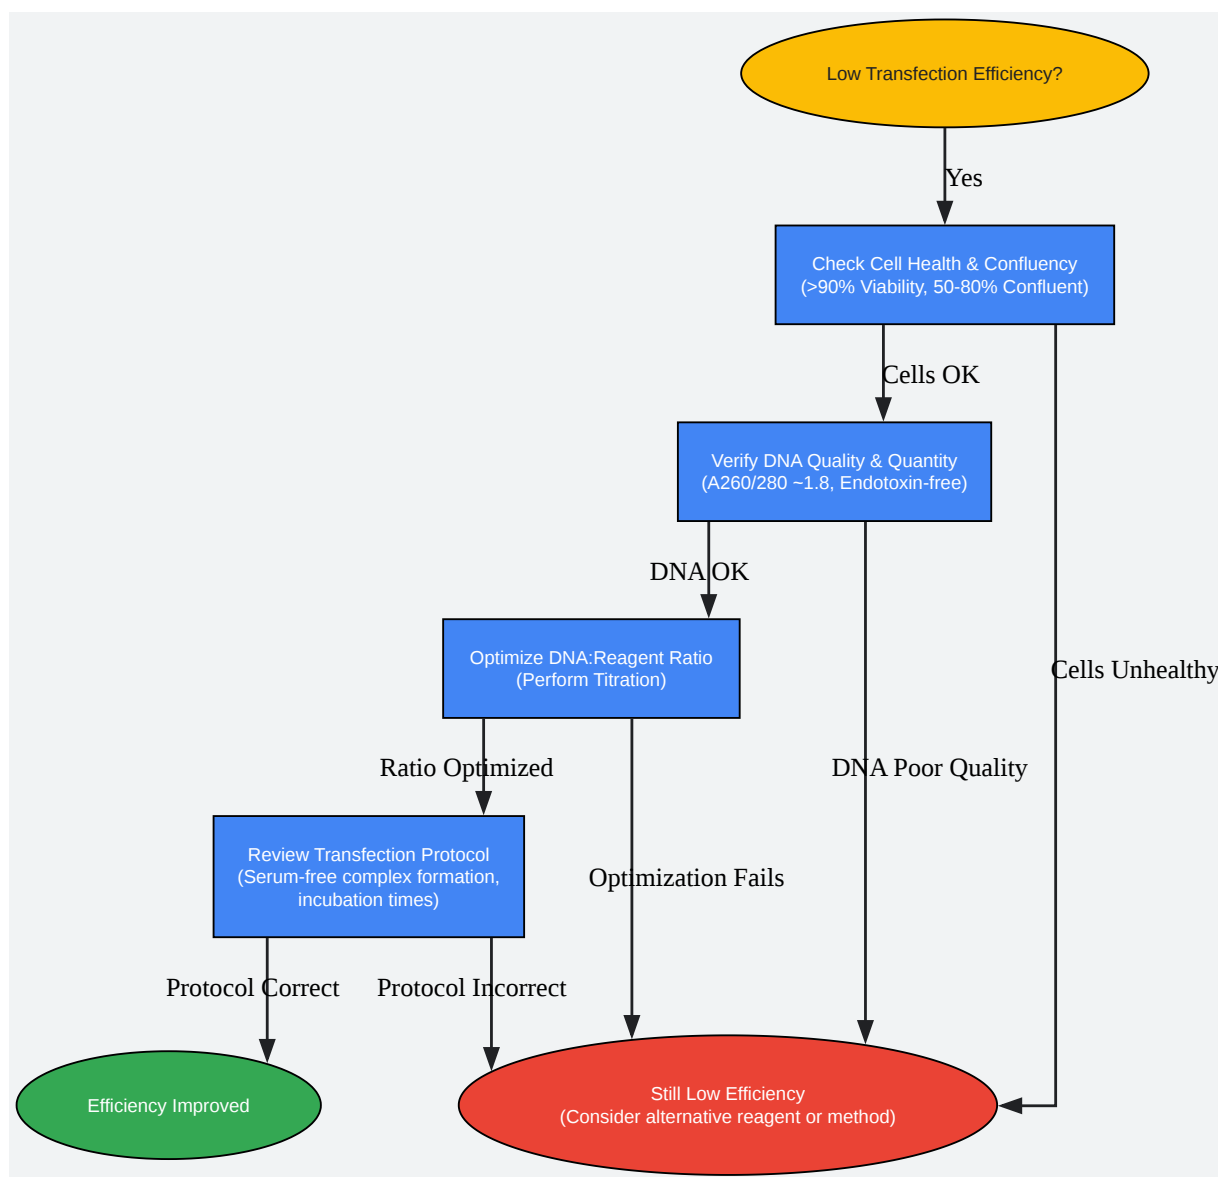 Low Transfection Efficiency?
Yes
Check Cell Health & Confluency
(>90% Viability, 50-80% Confluent)
Cells OK
Verify DNA Quality & Quantity
(A260/280 ~1.8, Endotoxin-free)
DNA OK
Optimize DNA:Reagent Ratio
(Perform Titration)
Cells Unhealthy
Ratio Optimized
DNA Poor Quality
Review Transfection Protocol
(Serum-free complex formation,
incubation times)
Optimization Fails
Protocol Correct
Protocol Incorrect
Efficiency Improved
Still Low Efficiency
(Consider alternative reagent or method)